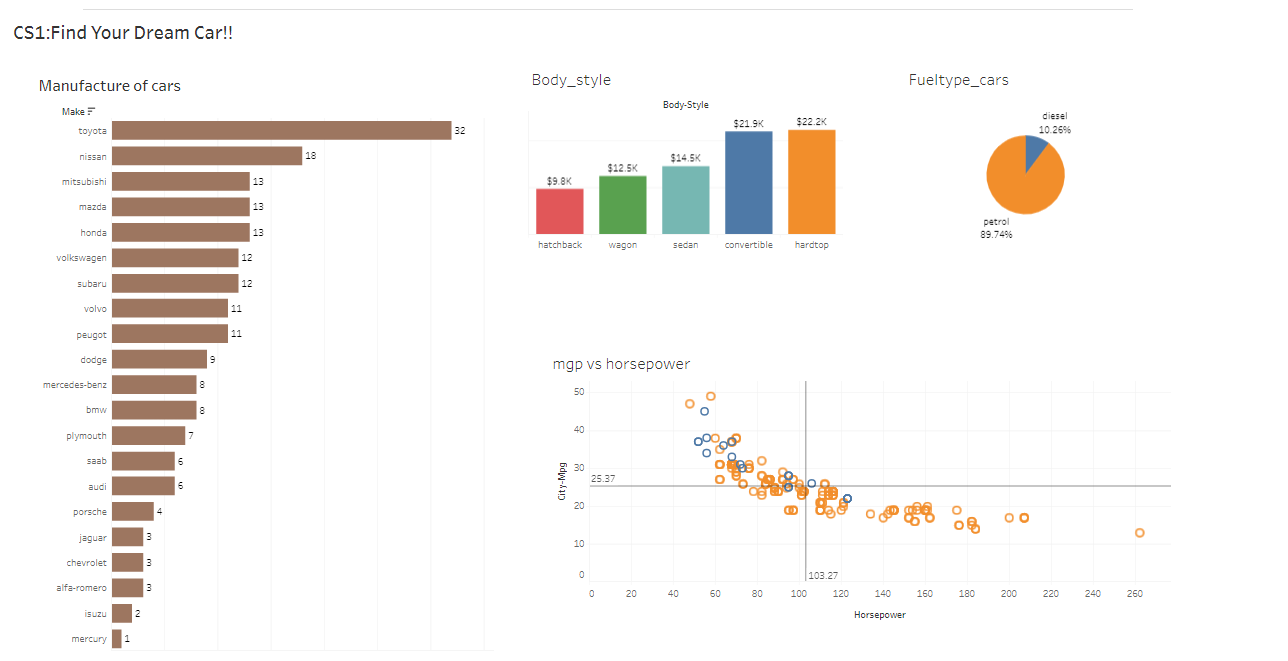 CS1:Find Your Dream Car!!
Manufacture of cars
Make
toyota 32
nissan 18
mitsubishi 13
mazda 13
honda 13
volkswagen 12
subaru 12
volvo 11
peugot 11
dodge 9
mercedes-benz 8
bmw 8
plymouth 7
saab 6
audi 6
porsche 4
jaguar 3
chevrolet 3
alfa-romero 3
isuzu 2
mercury 1
Body_style
Body-Style
$9.8K $12.5K $14.5K $21.9K $22.2K
hatchback wagon sedan convertible hardtop
Fueltype_cars
diesel
10.26%
petrol
89.74%
mgp vs horsepower
City-Mpg
50
40
30
25.37
20
10
0
103.27
0 20 40 60 80 100 120 140 160 180 200 220 240 260
Horsepower